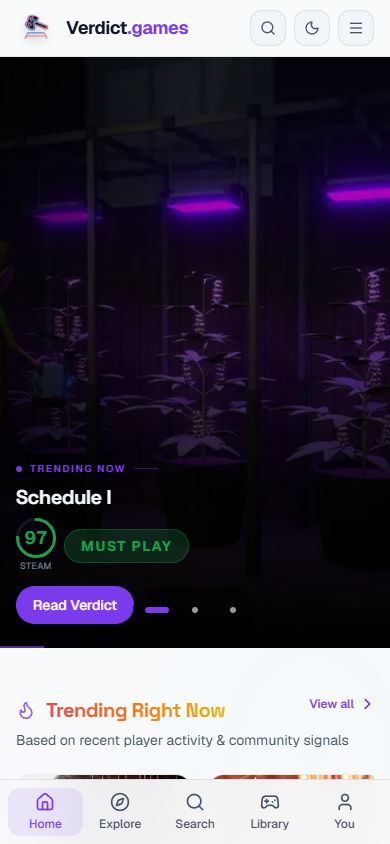 Verdict.games
TRENDING NOW
Schedule I
97
STEAM
MUST PLAY
Read Verdict
Trending Right Now
View all
Based on recent player activity & community signals
Home
Explore
Search
Library
You